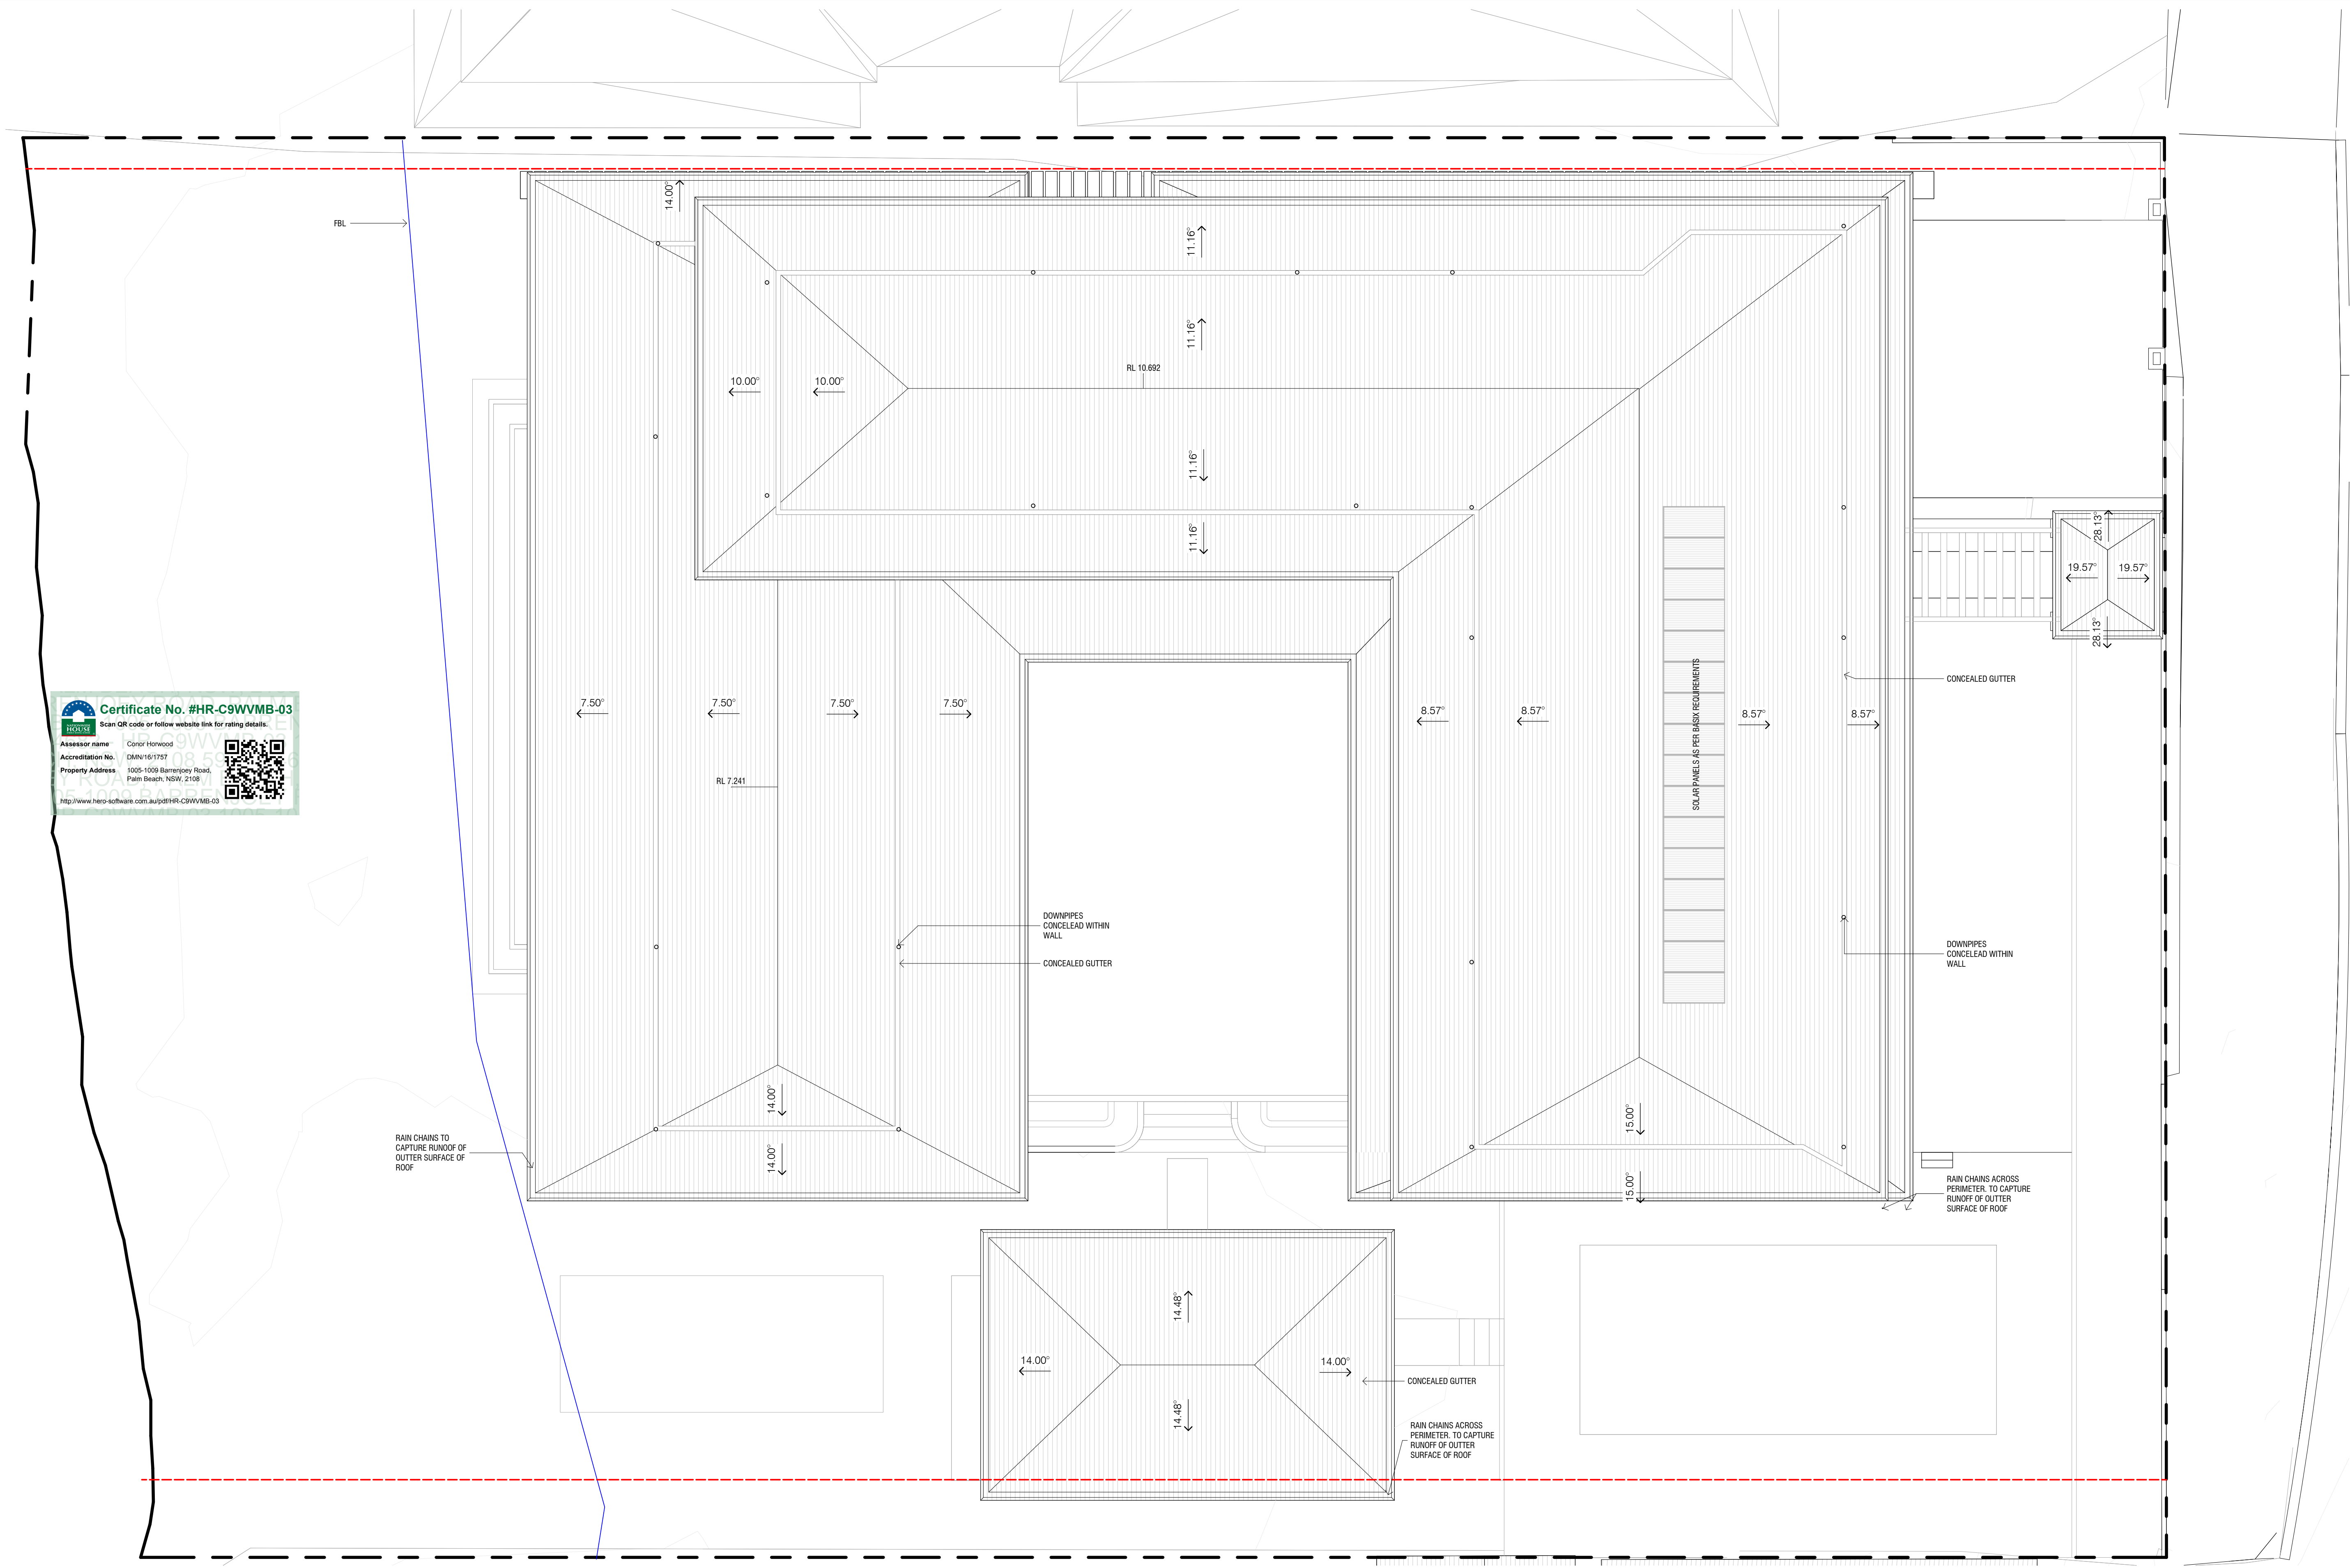 14.00°
FBL
11.16°
11.16°
RL 10.692
10.00°
10.00°
11.16°
11.16°
28.13°
19.57°
19.57°
28.13°
CONCEALED GUTTER
7.50°
7.50°
7.50°
7.50°
8.57°
8.57°
SOLAR PANELS AS PER BASIX REQUIREMENTS
8.57°
8.57°
Certificate No. #HR-C9WVMB-03
Scan QR code or follow website link for rating details.
HOUSE
Assessor name Conor Horwood
Accreditation No. DMN/16/1757
Property Address 1005-1009 Barrenjoey Road,
Palm Beach, NSW, 2108
http://www.hero-software.com.au/pdf/HR-C9WVMB-03
RL 7.241
DOWNPIPES
CONCELEAD WITHIN
WALL
CONCEALED GUTTER
DOWNPIPES
CONCELEAD WITHIN
WALL
14.00°
14.00°
15.00°
15.00°
RAIN CHAINS TO
CAPTURE RUNOOF OF
OUTTER SURFACE OF
ROOF
RAIN CHAINS ACROSS
PERIMETER. TO CAPTURE
RUNOFF OF OUTTER
SURFACE OF ROOF
14.48°
14.00°
14.00°
14.48°
CONCEALED GUTTER
RAIN CHAINS ACROSS
PERIMETER. TO CAPTURE
RUNOFF OF OUTTER
SURFACE OF ROOF